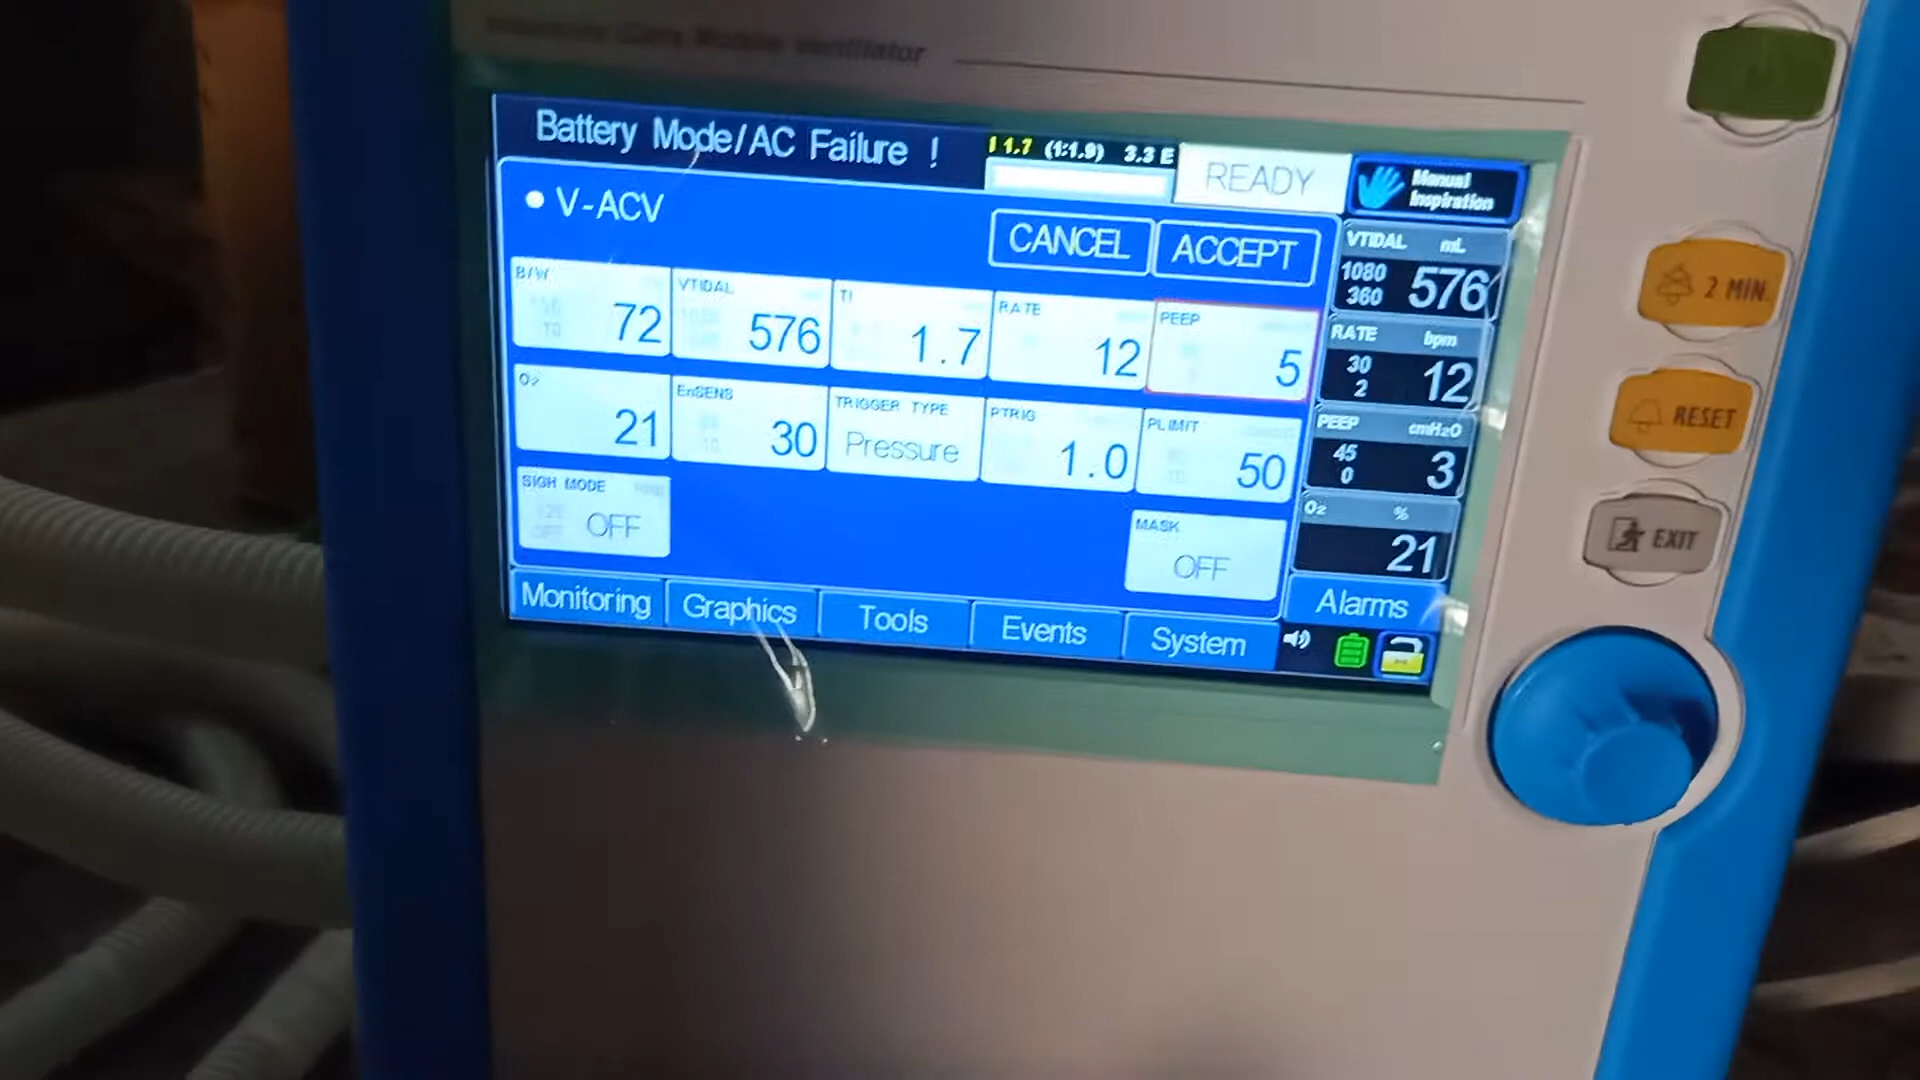 Mobile Ventilator
Battery Mode/AC Failure !
I 1.7 (1:1.9) 3.3 E
READY
Manual
Inspiration
V-ACV
CANCEL
ACCEPT
VTIDAL mL
1080
360
576
2 MIN.
VTIDAL
576
TI
1.7
RATE
12
PEEP
5
72
RATE bpm
30
2
12
RESET
O₂
21
EnSENS
30
TRIGGER TYPE
Pressure
PTRIG
1.0
PLIMIT
50
PEEP cmH2O
45
0
3
SIGH MODE
OFF
MASK
OFF
O₂ %
21
EXIT
Monitoring
Graphics
Tools
Events
System
Alarms